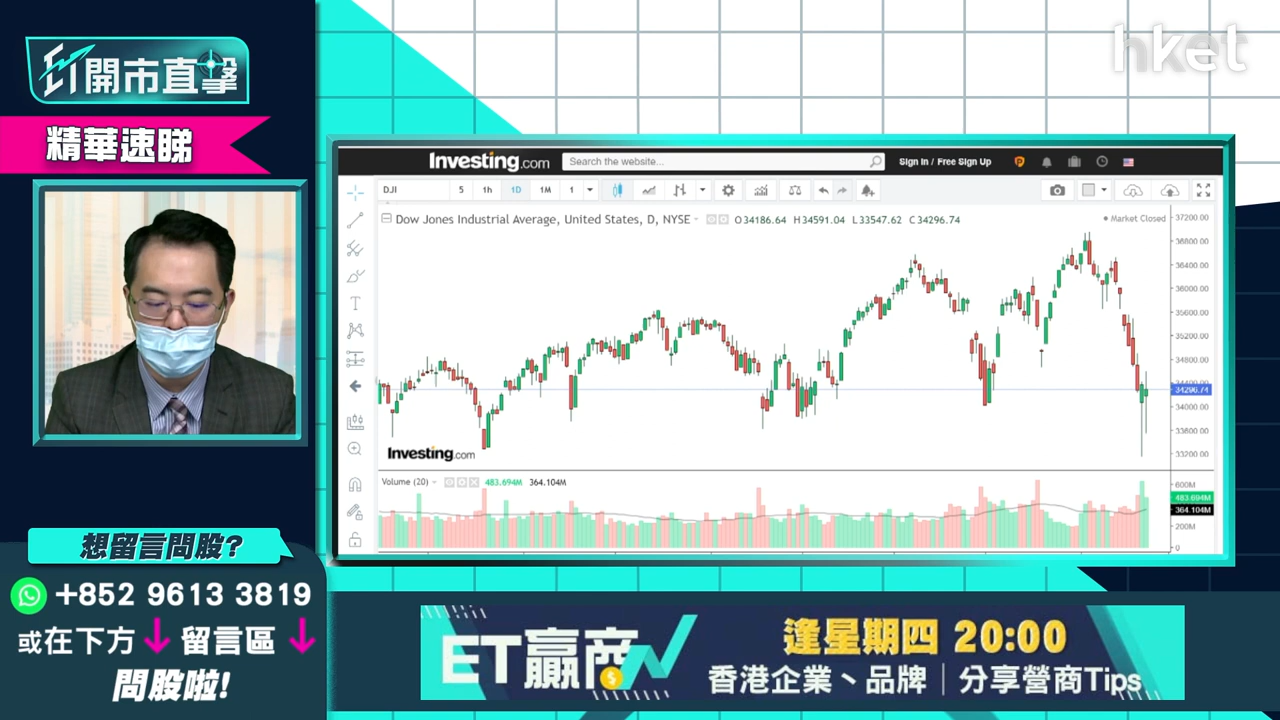 hket
ET開市直擊
精華速睇
Investing.com
Search the website...
Sign In / Free Sign Up
DJI
5
1h
1D
1M
1
Dow Jones Industrial Average, United States, D, NYSE
O34186.64 H34591.04 L33547.62 C34296.74
Market Closed
37200.00
36800.00
36400.00
36000.00
35600.00
35200.00
34800.00
34400.00
34296.74
34000.00
33600.00
33200.00
Investing.com
Volume (20)
483.694M
364.104M
600M
483.694M
364.104M
200M
0
想留言問股?
+852 9613 3819
或在下方 留言區
問股啦!
ET贏商
逢星期四 20:00
香港企業、品牌｜分享營商Tips